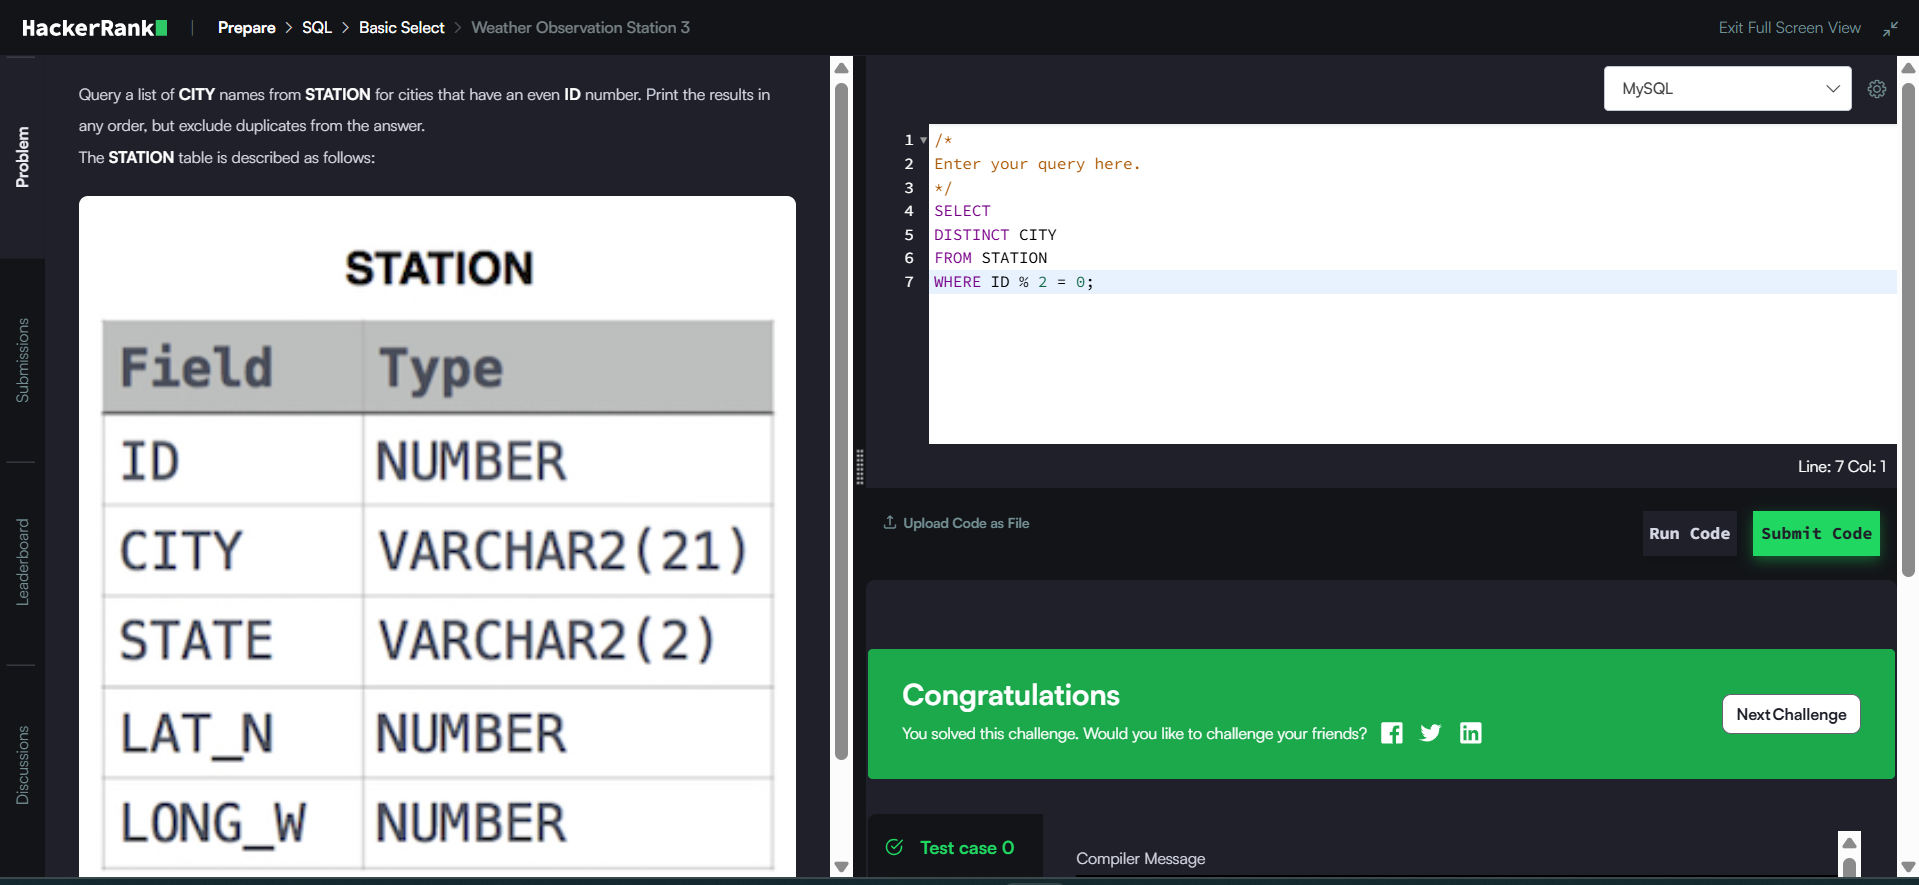 HackerRank | Prepare > SQL > Basic Select > Weather Observation Station 3
Exit Full Screen View
Problem
Submissions
Leaderboard
Discussions
Query a list of CITY names from STATION for cities that have an even ID number. Print the results in
any order, but exclude duplicates from the answer.
The STATION table is described as follows:
STATION
Field Type
ID NUMBER
CITY VARCHAR2(21)
STATE VARCHAR2(2)
LAT_N NUMBER
LONG_W NUMBER
MySQL
1 /*
2 Enter your query here.
3 */
4 SELECT
5 DISTINCT CITY
6 FROM STATION
7 WHERE ID % 2 = 0;
Line: 7 Col: 1
Upload Code as File
Run Code
Submit Code
Congratulations
You solved this challenge. Would you like to challenge your friends?
Next Challenge
Test case 0
Compiler Message